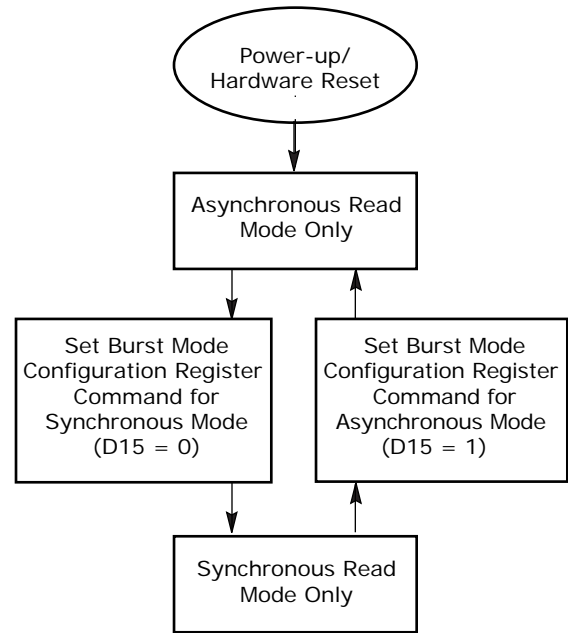 Power-up/
Hardware Reset
Asynchronous Read
Mode Only
Set Burst Mode
Configuration Register
Command for
Synchronous Mode
(D15 = 0)
Set Burst Mode
Configuration Register
Command for
Asynchronous Mode
(D15 = 1)
Synchronous Read
Mode Only